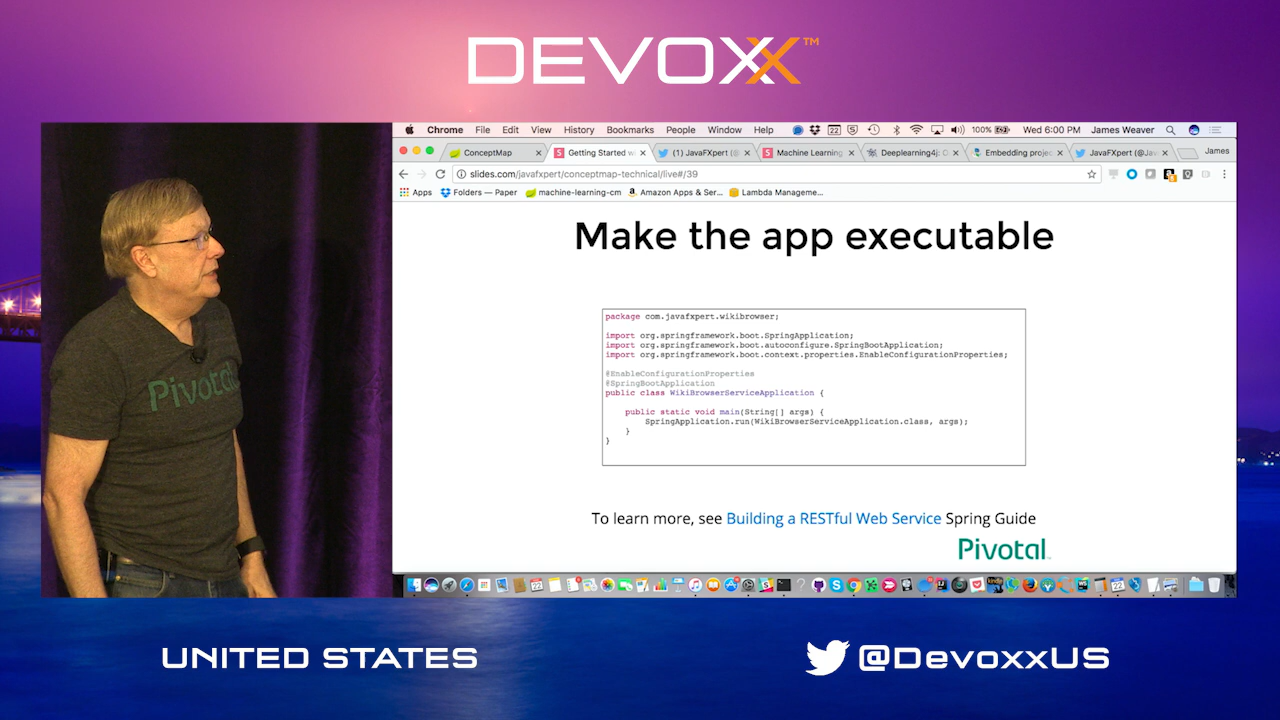 DEVOXX™
Chrome File Edit View History Bookmarks People Window Help 22 100% Wed 6:00 PM James Weaver
ConceptMap Getting Started w (1) JavaFXpert (@ Machine Learning Deeplearning4j: O Embedding projec JavaFXpert (@Jav James
slides.com/javafxpert/conceptmap-technical/live#/39
Apps Folders — Paper machine-learning-cm Amazon Apps & Ser... Lambda Manageme...
Make the app executable
package com.javafxpert.wikibrowser;
import org.springframework.boot.SpringApplication;
import org.springframework.boot.autoconfigure.SpringBootApplication;
import org.springframework.boot.context.properties.EnableConfigurationProperties;
@EnableConfigurationProperties
@SpringBootApplication
public class WikiBrowserServiceApplication {
public static void main(String[] args) {
SpringApplication.run(WikiBrowserServiceApplication.class, args);
}
}
To learn more, see Building a RESTful Web Service Spring Guide
Pivotal
Pivotal
UNITED STATES
@DevoxxUS